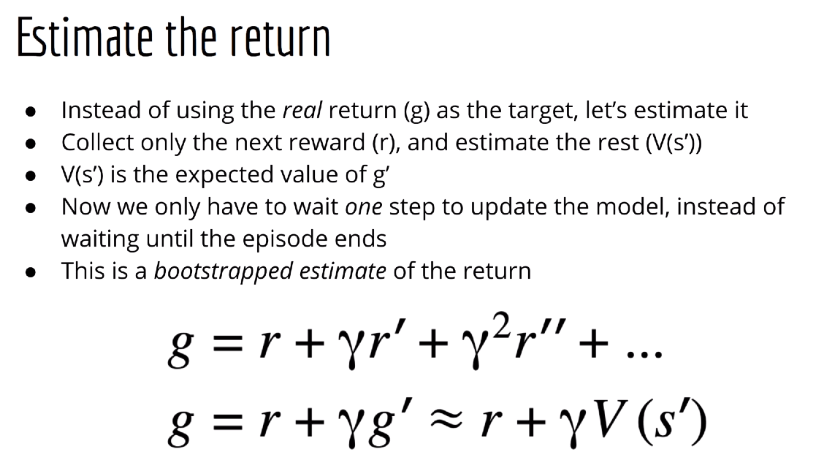 Estimate the return
● Instead of using the real return (g) as the target, let’s estimate it
● Collect only the next reward (r), and estimate the rest (V(s’))
● V(s’) is the expected value of g’
● Now we only have to wait one step to update the model, instead of
waiting until the episode ends
● This is a bootstrapped estimate of the return
g = r + γr′ + γ²r″ + ...
g = r + γg′ ≈ r + γV(s′)